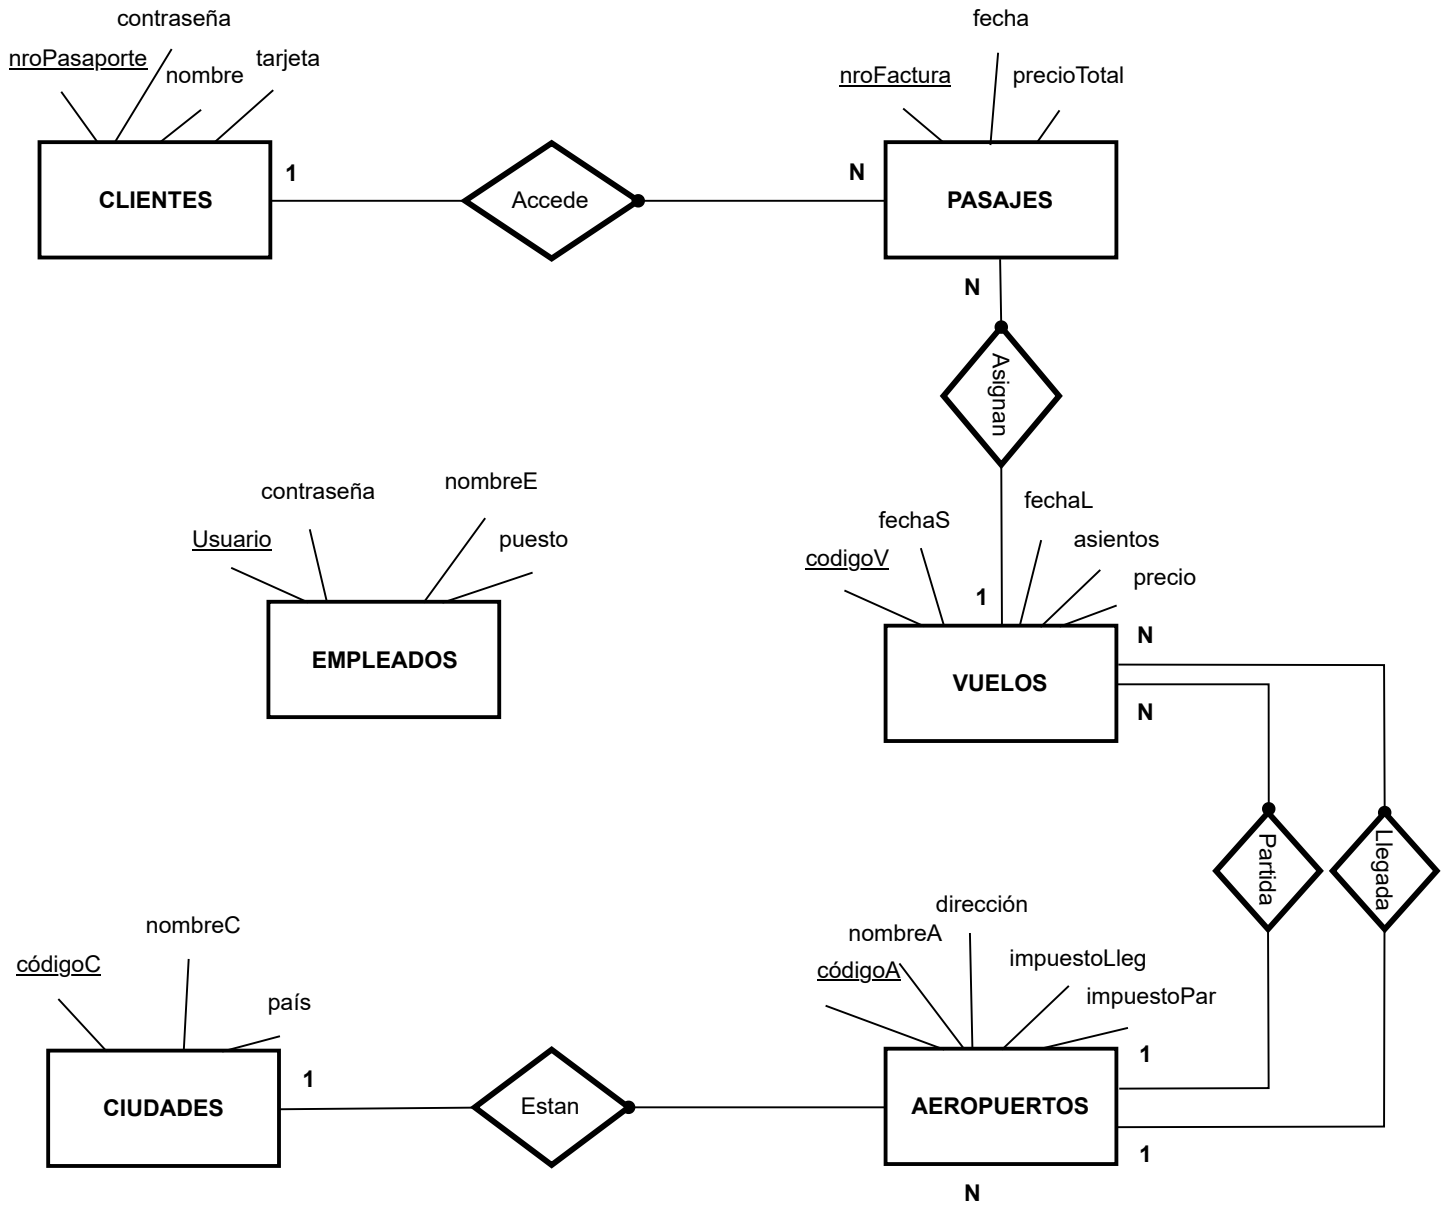 contraseña
nroPasaporte
nombre
tarjeta
CLIENTES
1
Accede
N
fecha
nroFactura
precioTotal
PASAJES
N
Asignan
1
contraseña
nombreE
Usuario
puesto
EMPLEADOS
fechaL
fechaS
asientos
codigoV
precio
VUELOS
N
N
Partida
Llegada
nombreC
códigoC
país
CIUDADES
1
Estan
dirección
nombreA
códigoA
impuestoLleg
impuestoPar
AEROPUERTOS
1
1
N